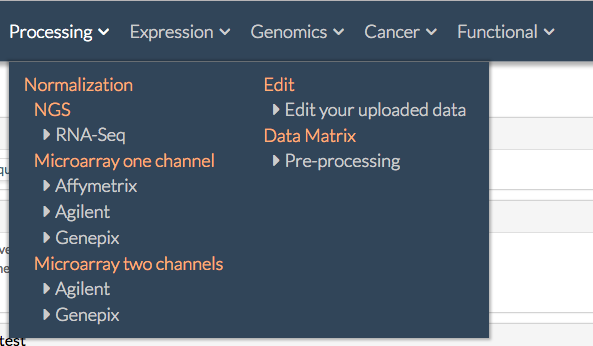 Processing Expression Genomics Cancer Functional
Normalization
NGS
RNA-Seq
Microarray one channel
Affymetrix
Agilent
Genepix
Microarray two channels
Agilent
Genepix
Edit
Edit your uploaded data
Data Matrix
Pre-processing
test